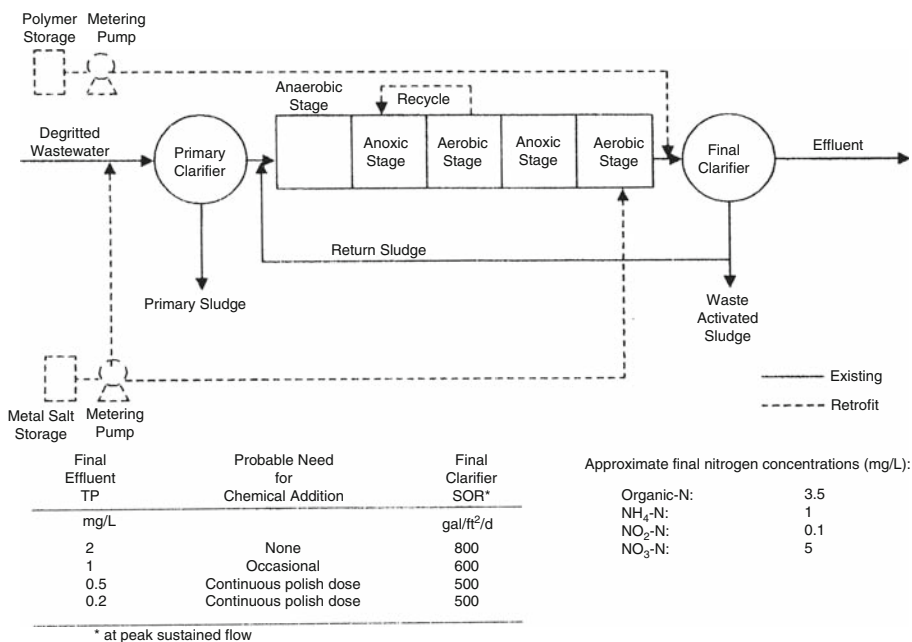 Polymer
Storage
Metering
Pump
Anaerobic
Stage
Recycle
Degritted
Wastewater
Primary
Clarifier
Anoxic
Stage
Aerobic
Stage
Anoxic
Stage
Aerobic
Stage
Final
Clarifier
Effluent
Return Sludge
Primary Sludge
Waste
Activated
Sludge
Metal Salt
Storage
Metering
Pump
Existing
Retrofit
Final
Effluent
TP
Probable Need
for
Chemical Addition
Final
Clarifier
SOR*
mg/L gal/ft²/d
2 None 800
1 Occasional 600
0.5 Continuous polish dose 500
0.2 Continuous polish dose 500
* at peak sustained flow
Approximate final nitrogen concentrations (mg/L):
Organic-N: 3.5
NH₄-N: 1
NO₂-N: 0.1
NO₃-N: 5